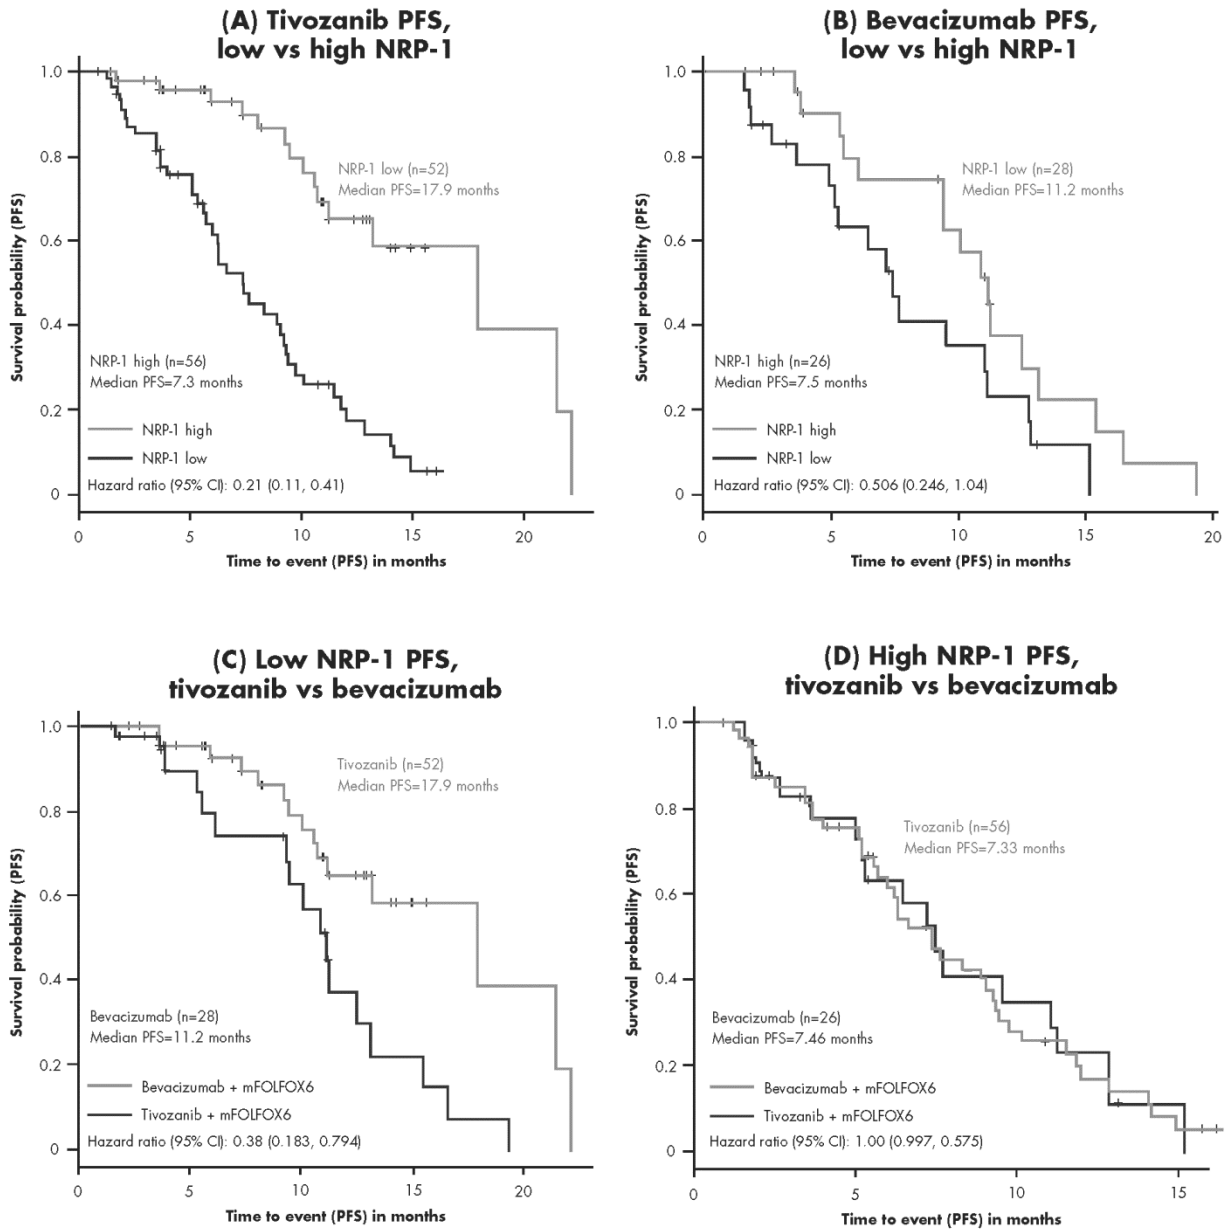 (A) Tivozanib PFS,
low vs high NRP-1
Survival probability (PFS)
1.0
0.8
0.6
0.4
0.2
0
NRP-1 low (n=52)
Median PFS=17.9 months
NRP-1 high (n=56)
Median PFS=7.3 months
NRP-1 high
NRP-1 low
Hazard ratio (95% CI): 0.21 (0.11, 0.41)
0 5 10 15 20
Time to event (PFS) in months
(B) Bevacizumab PFS,
low vs high NRP-1
Survival probability (PFS)
1.0
0.8
0.6
0.4
0.2
0
NRP-1 low (n=28)
Median PFS=11.2 months
NRP-1 high (n=26)
Median PFS=7.5 months
NRP-1 high
NRP-1 low
Hazard ratio (95% CI): 0.506 (0.246, 1.04)
0 5 10 15 20
Time to event (PFS) in months
(C) Low NRP-1 PFS,
tivozanib vs bevacizumab
Survival probability (PFS)
1.0
0.8
0.6
0.4
0.2
0
Tivozanib (n=52)
Median PFS=17.9 months
Bevacizumab (n=28)
Median PFS=11.2 months
Bevacizumab + mFOLFOX6
Tivozanib + mFOLFOX6
Hazard ratio (95% CI): 0.38 (0.183, 0.794)
0 5 10 15 20
Time to event (PFS) in months
(D) High NRP-1 PFS,
tivozanib vs bevacizumab
Survival probability (PFS)
1.0
0.8
0.6
0.4
0.2
0
Tivozanib (n=56)
Median PFS=7.33 months
Bevacizumab (n=26)
Median PFS=7.46 months
Bevacizumab + mFOLFOX6
Tivozanib + mFOLFOX6
Hazard ratio (95% CI): 1.00 (0.997, 0.575)
0 5 10 15
Time to event (PFS) in months